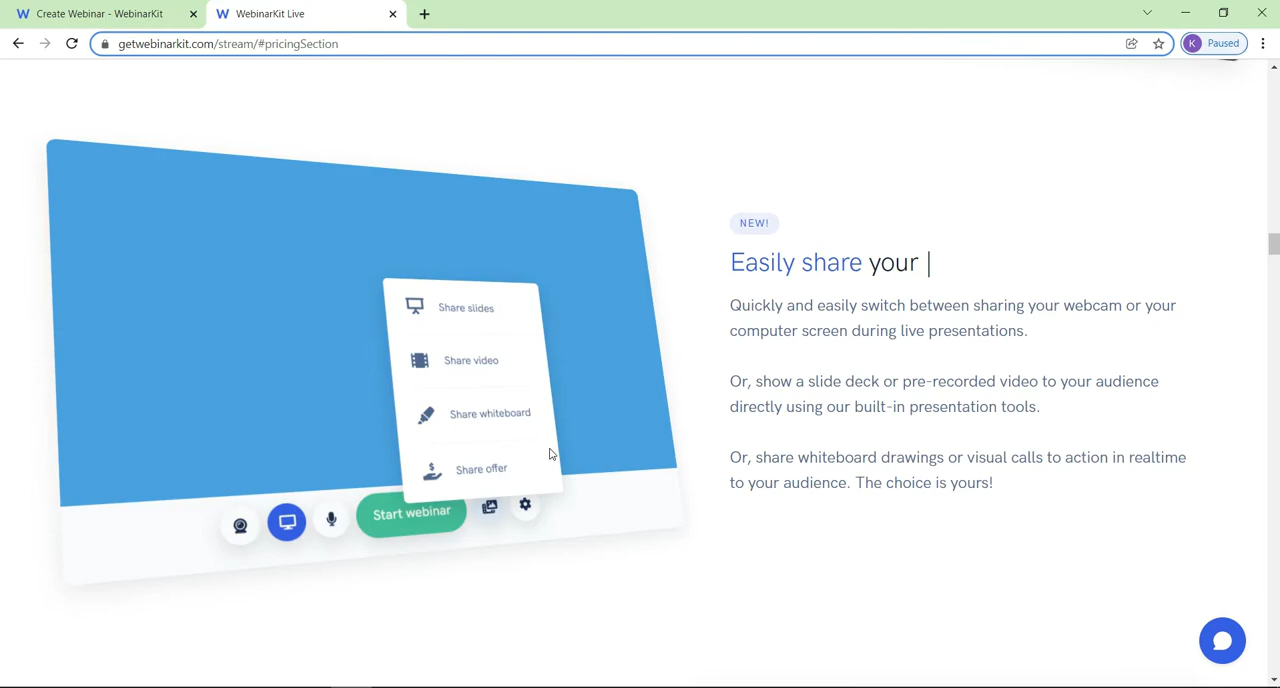 Create Webinar - WebinarKit
WebinarKit Live
getwebinarkit.com/stream/#pricingSection
K
Paused
NEW!
Easily share your |
Quickly and easily switch between sharing your webcam or your
computer screen during live presentations.
Or, show a slide deck or pre-recorded video to your audience
directly using our built-in presentation tools.
Or, share whiteboard drawings or visual calls to action in realtime
to your audience. The choice is yours!
Share slides
Share video
Share whiteboard
Share offer
Start webinar